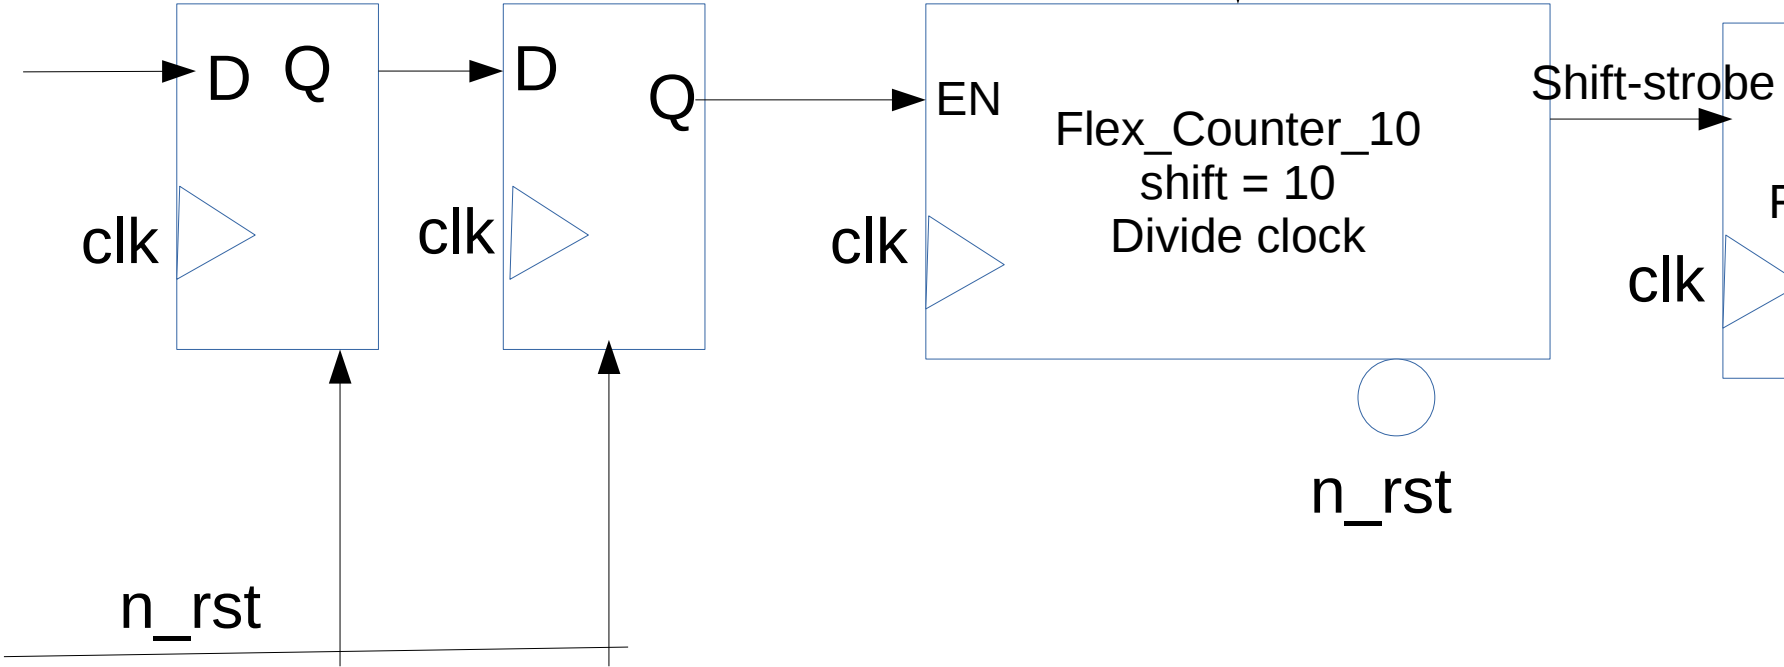 D Q
D
Q
EN
Flex_Counter_10
shift = 10
Divide clock
Shift-strobe
clk
clk
clk
clk
n_rst
n_rst